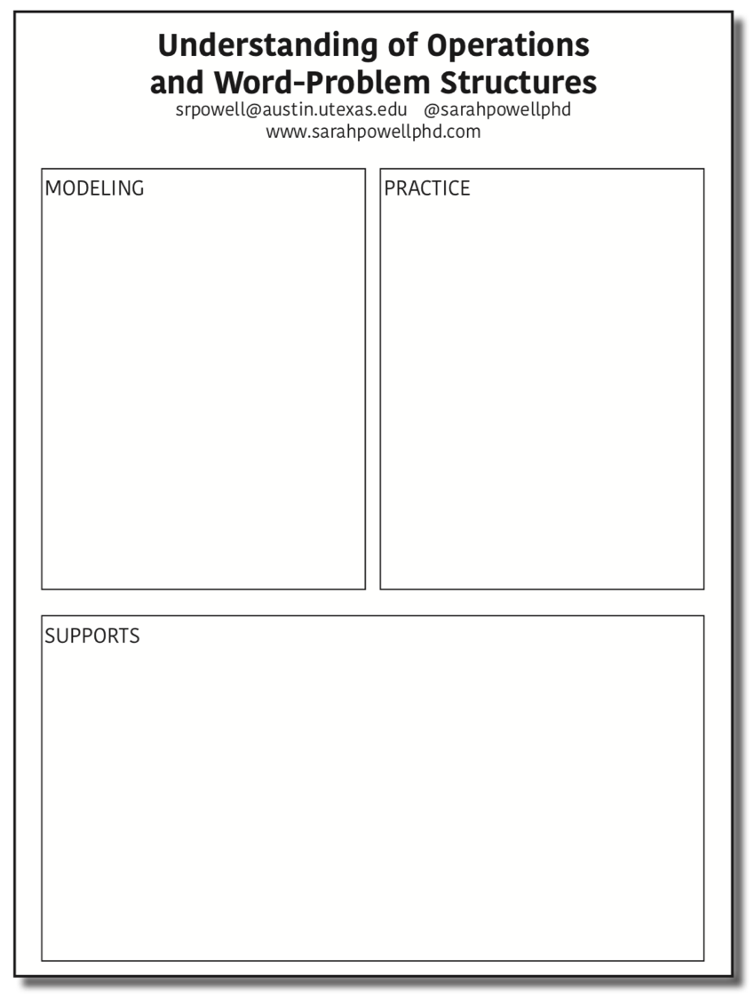 Understanding of Operations
and Word-Problem Structures
srpowell@austin.utexas.edu @sarahpowellphd
www.sarahpowellphd.com
MODELING
PRACTICE
SUPPORTS